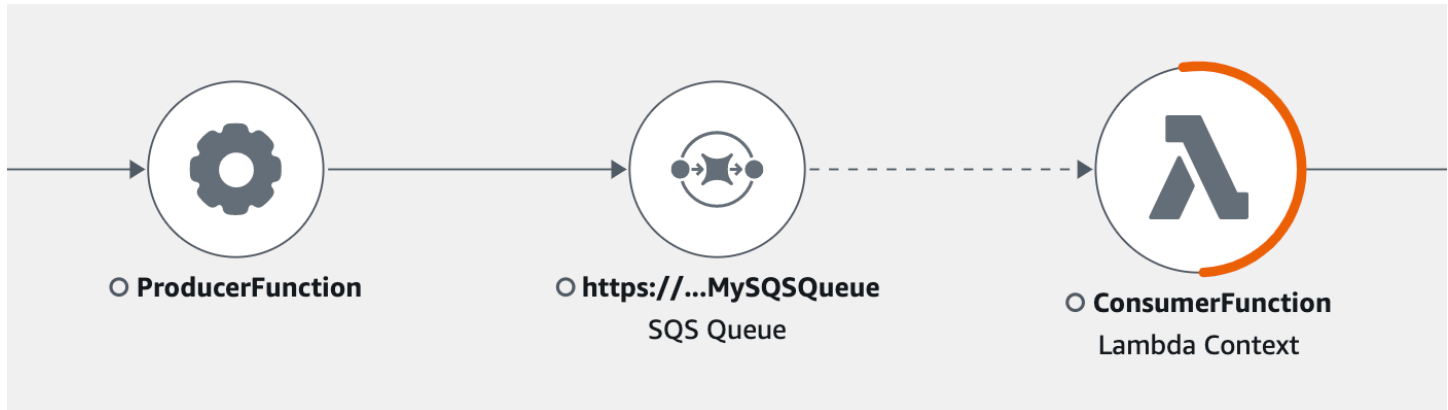 ProducerFunction
https://...MySQSQueue
SQS Queue
ConsumerFunction
Lambda Context